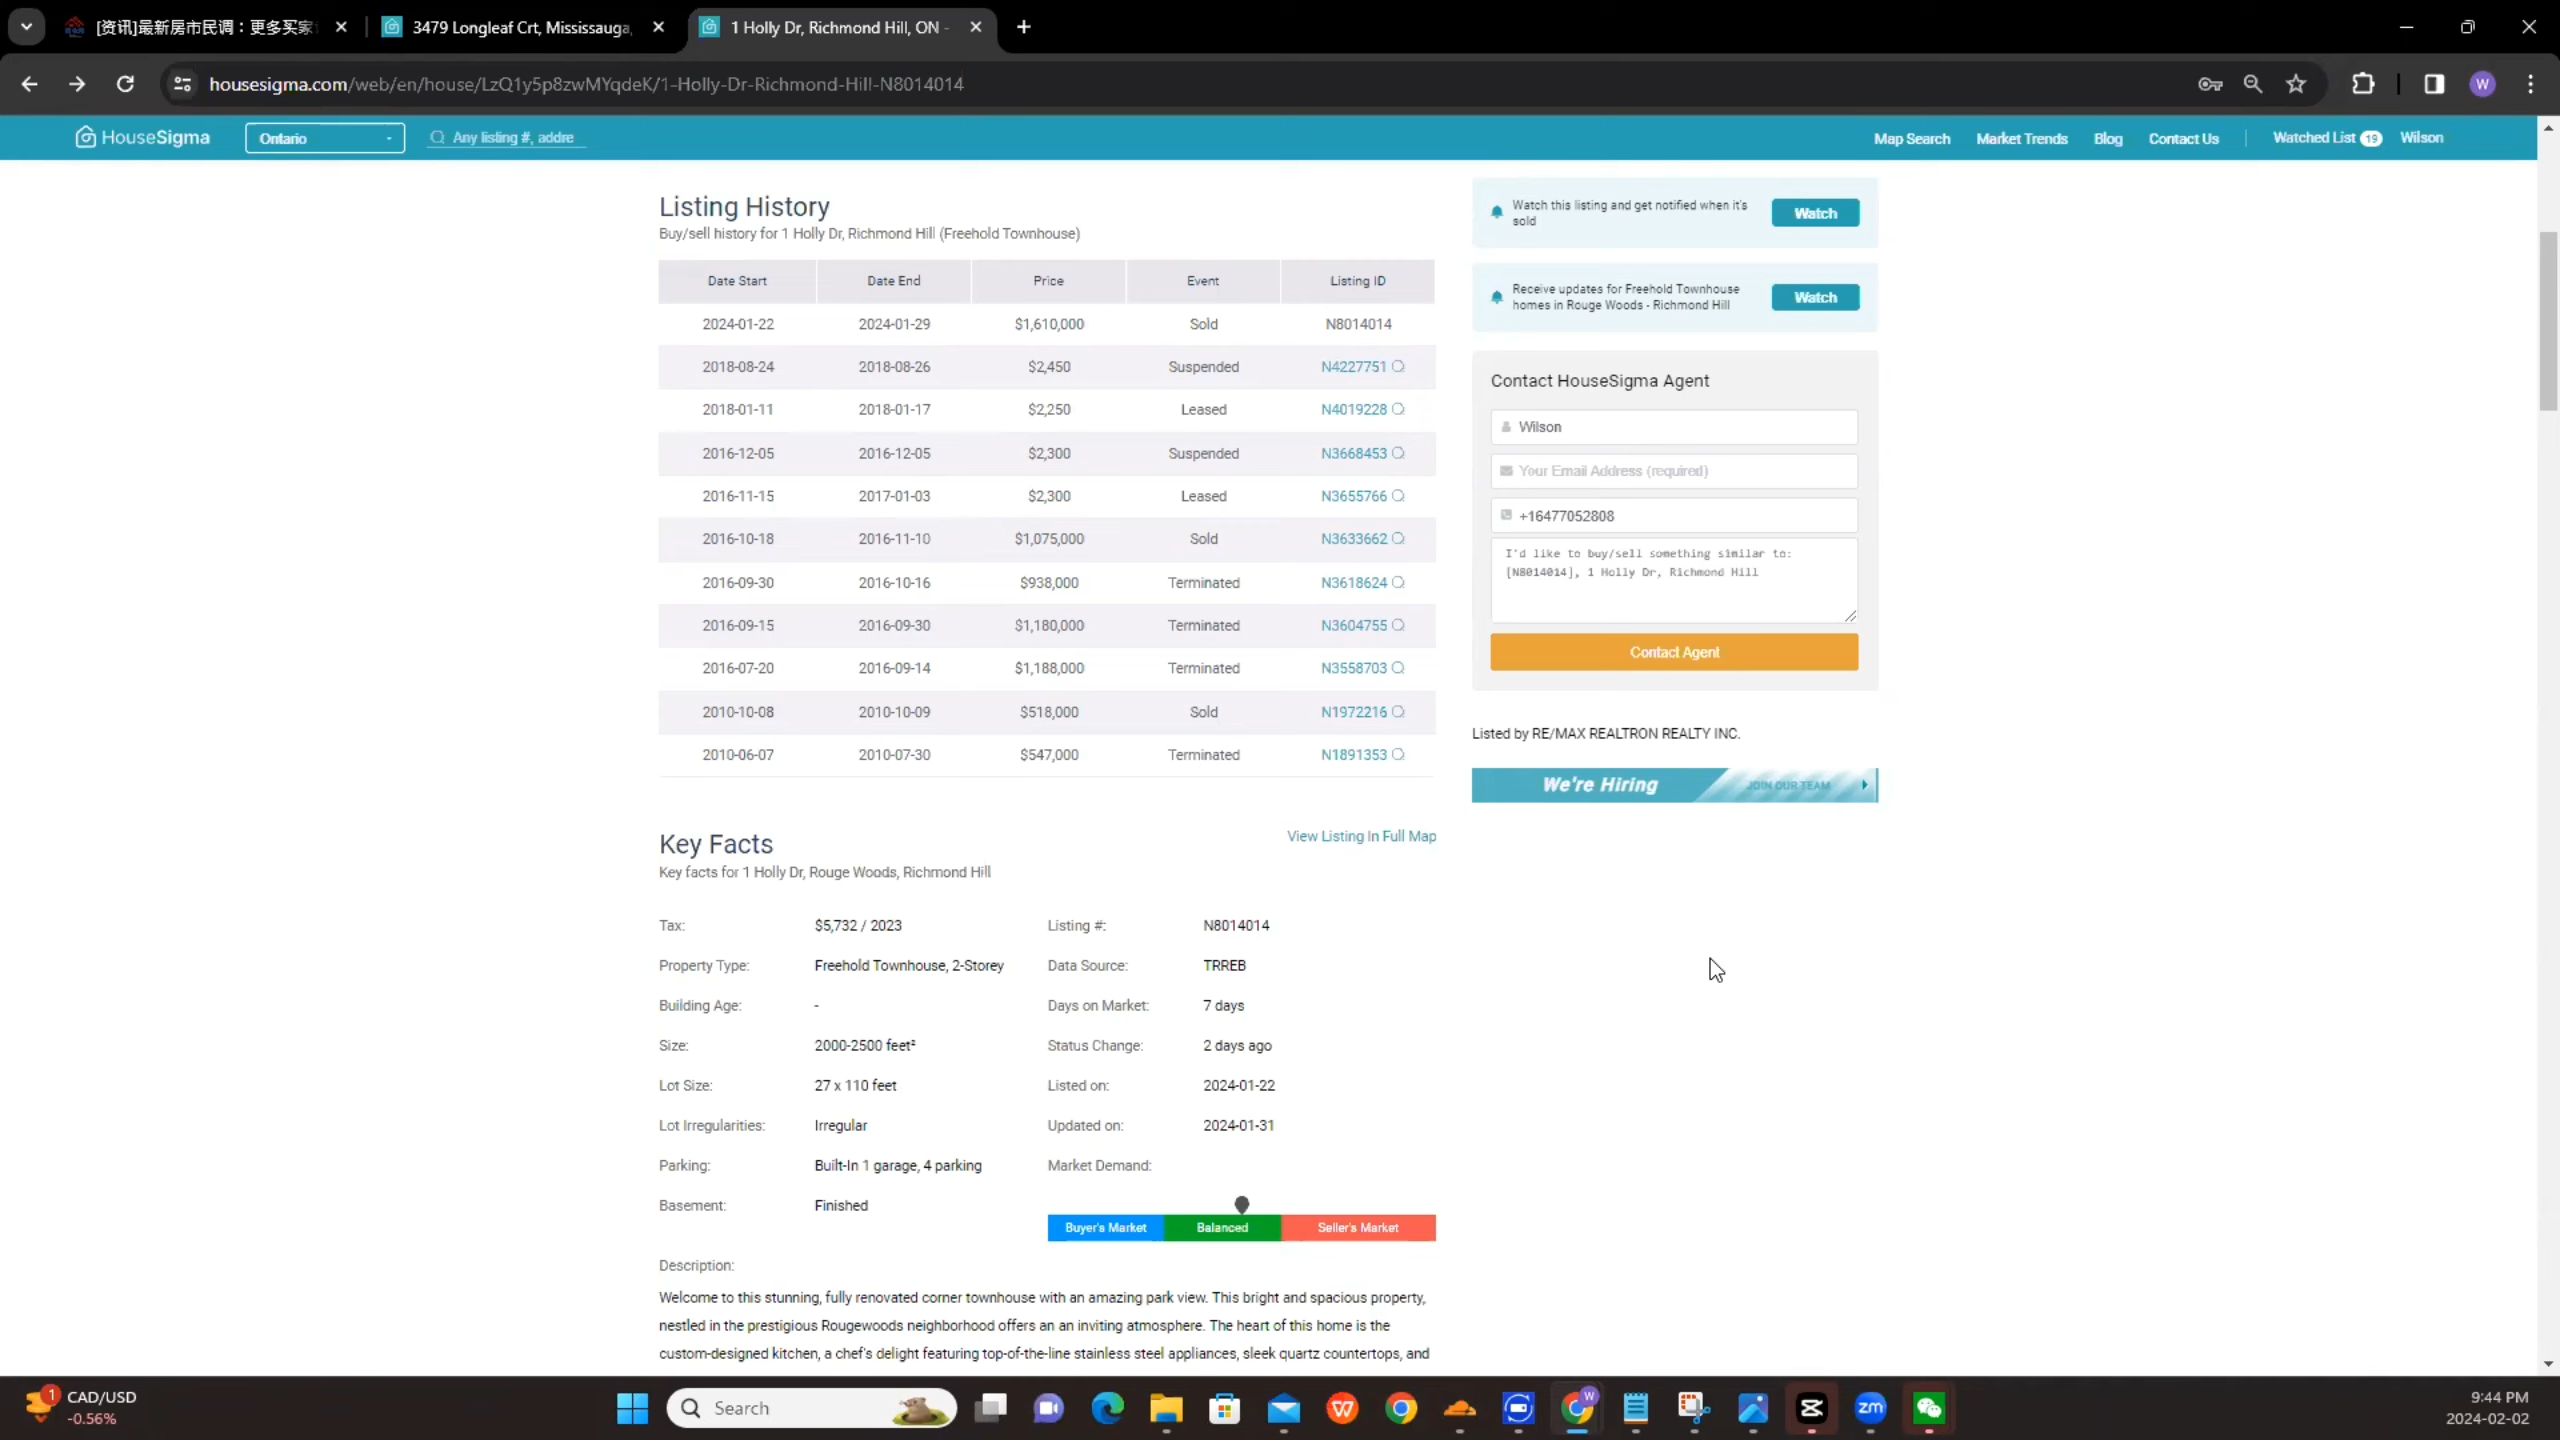 [资讯]最新房市民调：更多买家
3479 Longleaf Crt, Mississauga,
1 Holly Dr, Richmond Hill, ON -
housesigma.com/web/en/house/LzQ1y5p8zwMYqdeK/1-Holly-Dr-Richmond-Hill-N8014014
W
HouseSigma
Ontario
Any listing #, addre
Map Search
Market Trends
Blog
Contact Us
Watched List 19
Wilson
Listing History
Buy/sell history for 1 Holly Dr, Richmond Hill (Freehold Townhouse)
Date Start Date End Price Event Listing ID
2024-01-22 2024-01-29 $1,610,000 Sold N8014014
2018-08-24 2018-08-26 $2,450 Suspended N4227751
2018-01-11 2018-01-17 $2,250 Leased N4019228
2016-12-05 2016-12-05 $2,300 Suspended N3668453
2016-11-15 2017-01-03 $2,300 Leased N3655766
2016-10-18 2016-11-10 $1,075,000 Sold N3633662
2016-09-30 2016-10-16 $938,000 Terminated N3618624
2016-09-15 2016-09-30 $1,180,000 Terminated N3604755
2016-07-20 2016-09-14 $1,188,000 Terminated N3558703
2010-10-08 2010-10-09 $518,000 Sold N1972216
2010-06-07 2010-07-30 $547,000 Terminated N1891353
Watch this listing and get notified when it's
sold
Watch
Receive updates for Freehold Townhouse
homes in Rouge Woods - Richmond Hill
Watch
Contact HouseSigma Agent
Wilson
Your Email Address (required)
+16477052808
I'd like to buy/sell something similar to:
[N8014014], 1 Holly Dr, Richmond Hill
Contact Agent
Listed by RE/MAX REALTRON REALTY INC.
We're Hiring JOIN OUR TEAM
Key Facts
View Listing In Full Map
Key facts for 1 Holly Dr, Rouge Woods, Richmond Hill
Tax: $5,732 / 2023 Listing #: N8014014
Property Type: Freehold Townhouse, 2-Storey Data Source: TRREB
Building Age: - Days on Market: 7 days
Size: 2000-2500 feet² Status Change: 2 days ago
Lot Size: 27 x 110 feet Listed on: 2024-01-22
Lot Irregularities: Irregular Updated on: 2024-01-31
Parking: Built-In 1 garage, 4 parking Market Demand:
Basement: Finished
Buyer's Market Balanced Seller's Market
Description:
Welcome to this stunning, fully renovated corner townhouse with an amazing park view. This bright and spacious property,
nestled in the prestigious Rougewoods neighborhood offers an an inviting atmosphere. The heart of this home is the
custom-designed kitchen, a chef's delight featuring top-of-the-line stainless steel appliances, sleek quartz countertops, and
1
CAD/USD
-0.56%
Search
W
zm
9:44 PM
2024-02-02